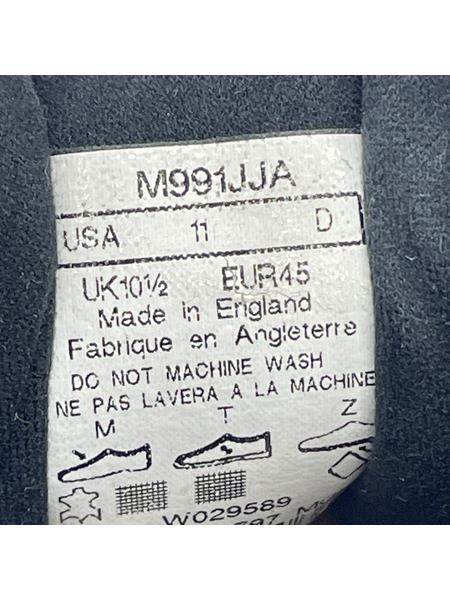 M991JJA
USA 11 D
UK10½ EUR45
Made in England
Fabrique en Angleterre
DO NOT MACHINE WASH
NE PAS LAVERA A LA MACHINE
M T Z
W029589